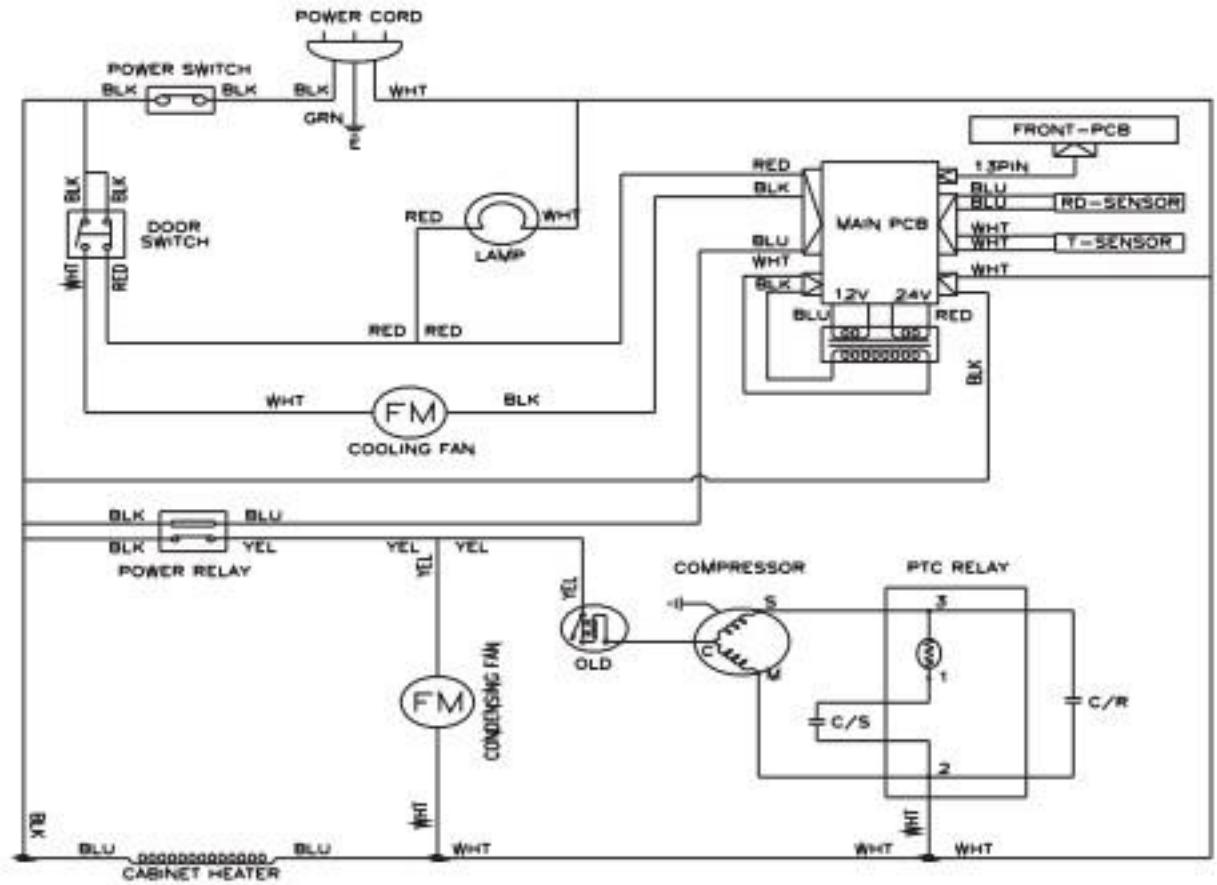 POWER CORD
POWER SWITCH
BLK
BLK
BLK
WHT
GRN
FRONT-PCB
RED
13PIN
BLK
BLK
BLK
BLU
BLU
RD-SENSOR
DOOR
SWITCH
RED
WHT
LAMP
MAIN PCB
WHT
WHT
T-SENSOR
BLU
WHT
BLK
WHT
WHT
RED
12V
24V
BLU
RED
RED
RED
BLK
WHT
FM
BLK
COOLING FAN
BLK
BLU
BLK
YEL
YEL
YEL
POWER RELAY
YEL
YEL
COMPRESSOR
PTC RELAY
S
3
C
OLD
M
1
FM
CONDENSING FAN
C/S
C/R
2
BLK
WHT
WHT
BLU
BLU
WHT
WHT
WHT
CABINET HEATER